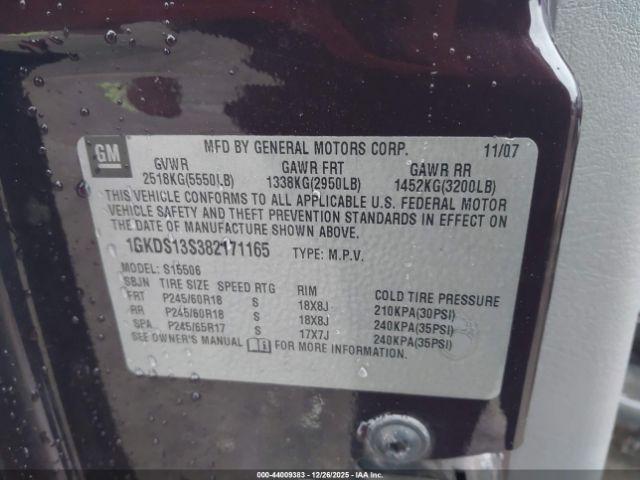 GM
MFD BY GENERAL MOTORS CORP. 11/07
GVWR GAWR FRT GAWR RR
2518KG(5550LB) 1338KG(2950LB) 1452KG(3200LB)
THIS VEHICLE CONFORMS TO ALL APPLICABLE U.S. FEDERAL MOTOR
VEHICLE SAFETY AND THEFT PREVENTION STANDARDS IN EFFECT ON
THE DATE OF MANUFACTURE SHOWN ABOVE.
1GKDS13S382171165 TYPE: M.P.V.
MODEL: S15506
SBJN TIRE SIZE SPEED RTG RIM COLD TIRE PRESSURE
FRT P245/60R18 S 18X8J 210KPA(30PSI)
RR P245/60R18 S 18X8J 240KPA(35PSI)
SPA P245/65R17 S 17X7J 240KPA(35PSI)
SEE OWNER'S MANUAL FOR MORE INFORMATION.
000-44009383 - 12/26/2025 - IAA Inc.